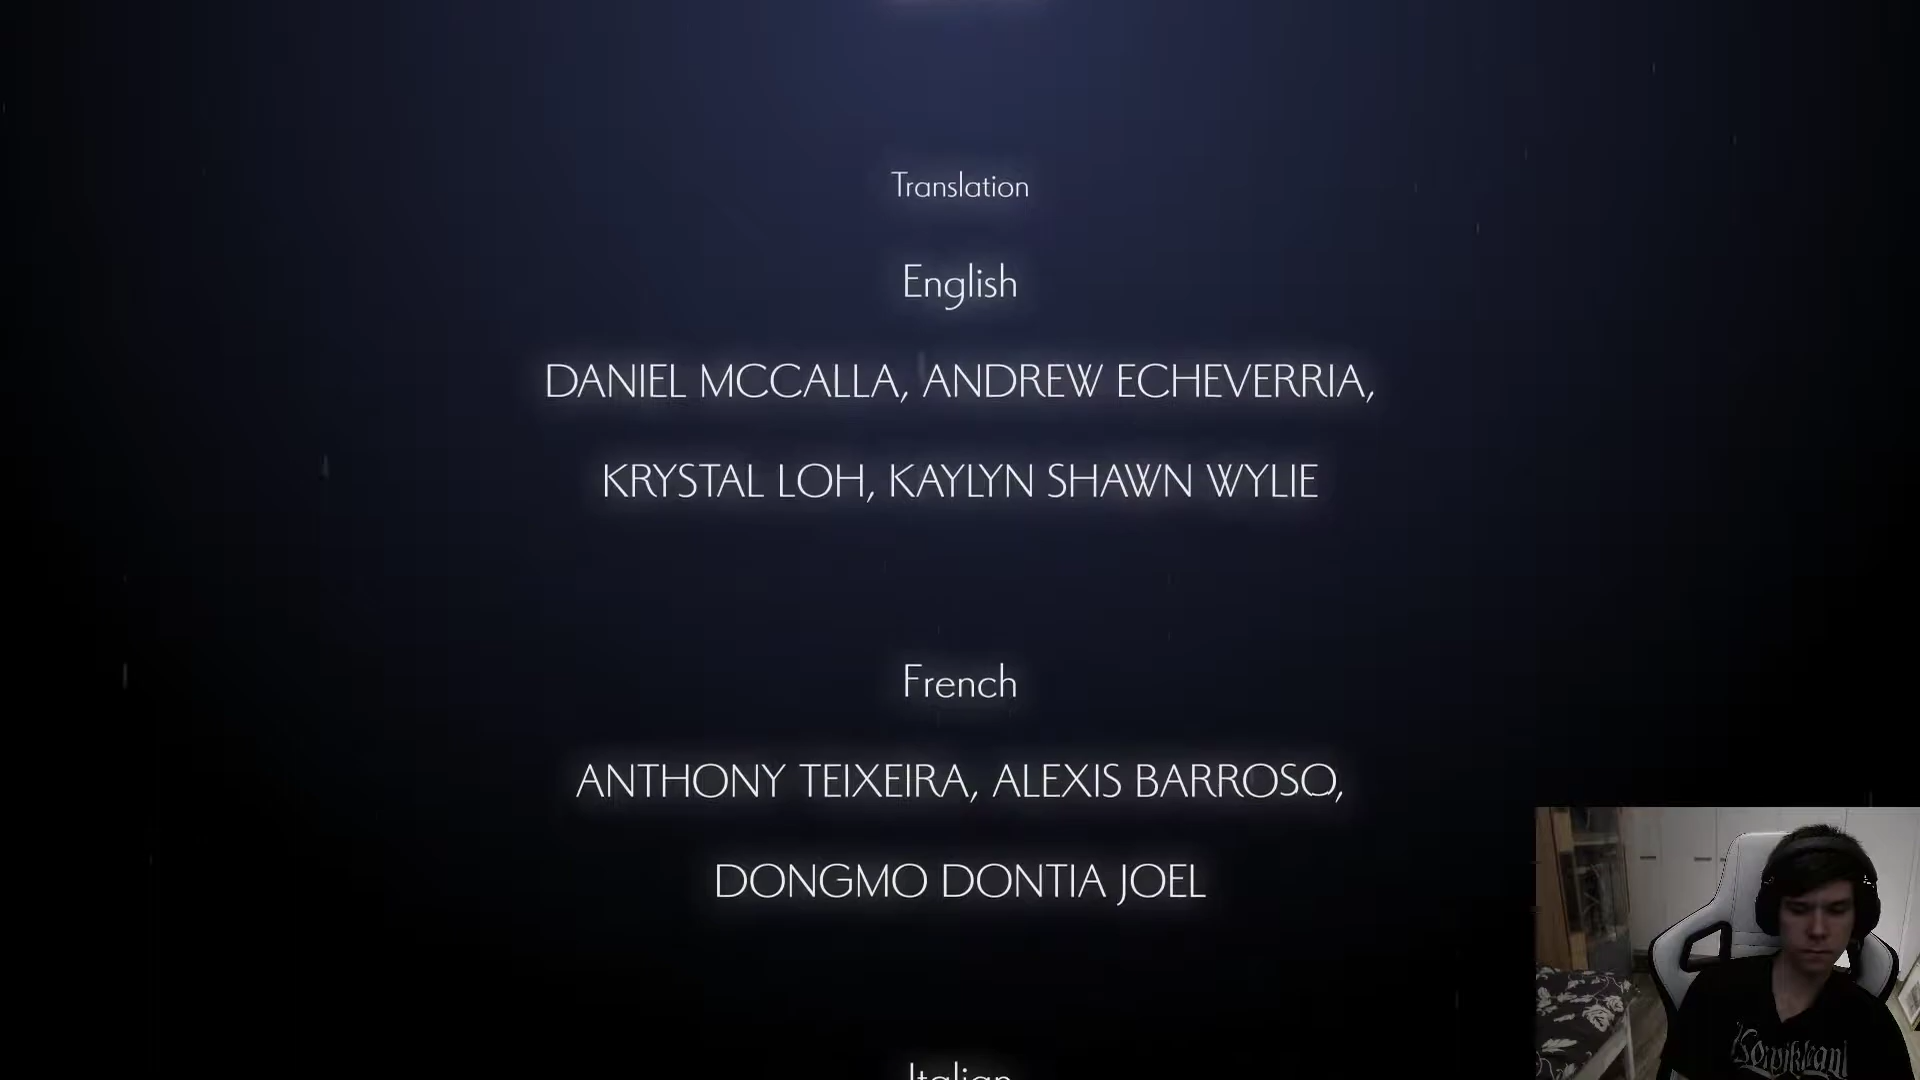 Translation
English
DANIEL MCCALLA, ANDREW ECHEVERRIA,
KRYSTAL LOH, KAYLYN SHAWN WYLIE
French
ANTHONY TEIXEIRA, ALEXIS BARROSO,
DONGMO DONTIA JOEL
Italian